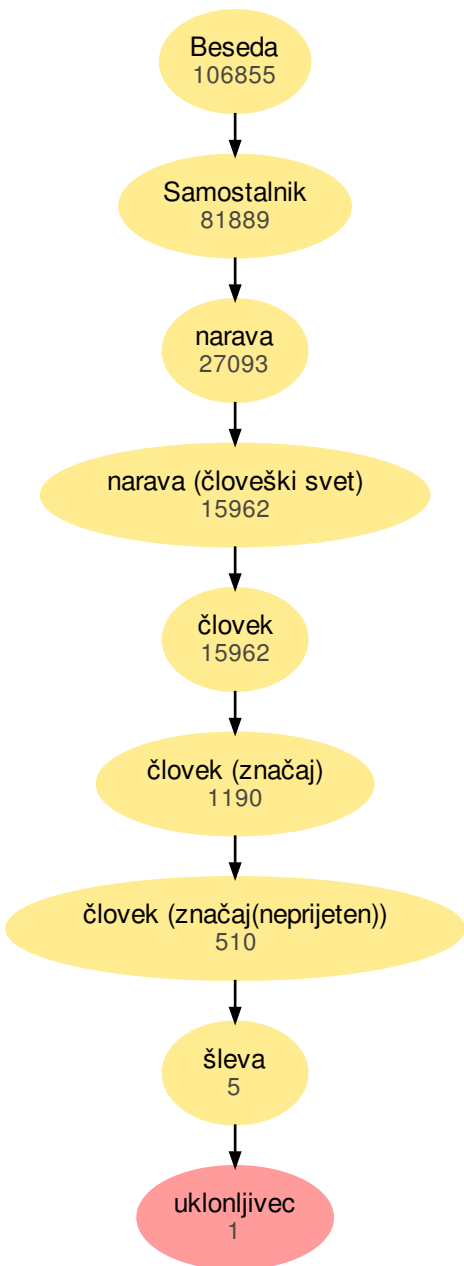 Beseda
106855
Samostalnik
81889
narava
27093
narava (človeški svet)
15962
človek
15962
človek (značaj)
1190
človek (značaj(neprijeten))
510
šleva
5
uklonljivec
1